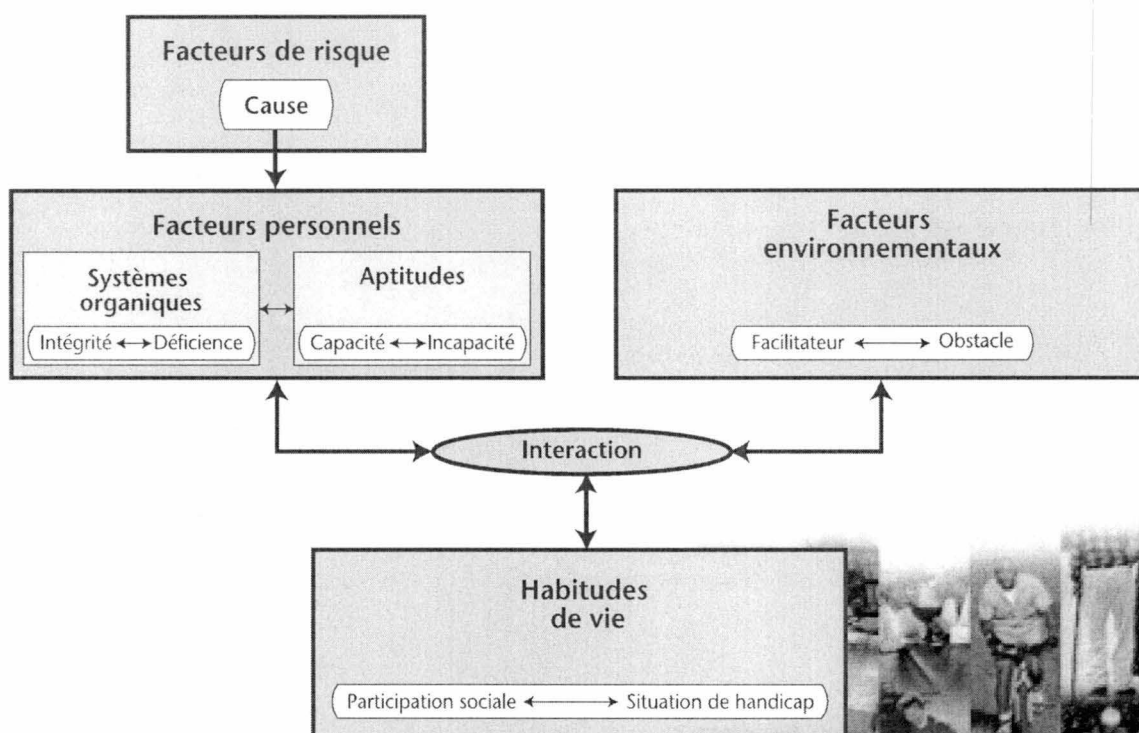 Facteurs de risque
Cause
Facteurs personnels
Systèmes
organiques
Intégrité ↔ Déficience
Aptitudes
Capacité ↔ Incapacité
Facteurs
environnementaux
Facilitateur ↔ Obstacle
Interaction
Habitudes
de vie
Participation sociale ↔ Situation de handicap